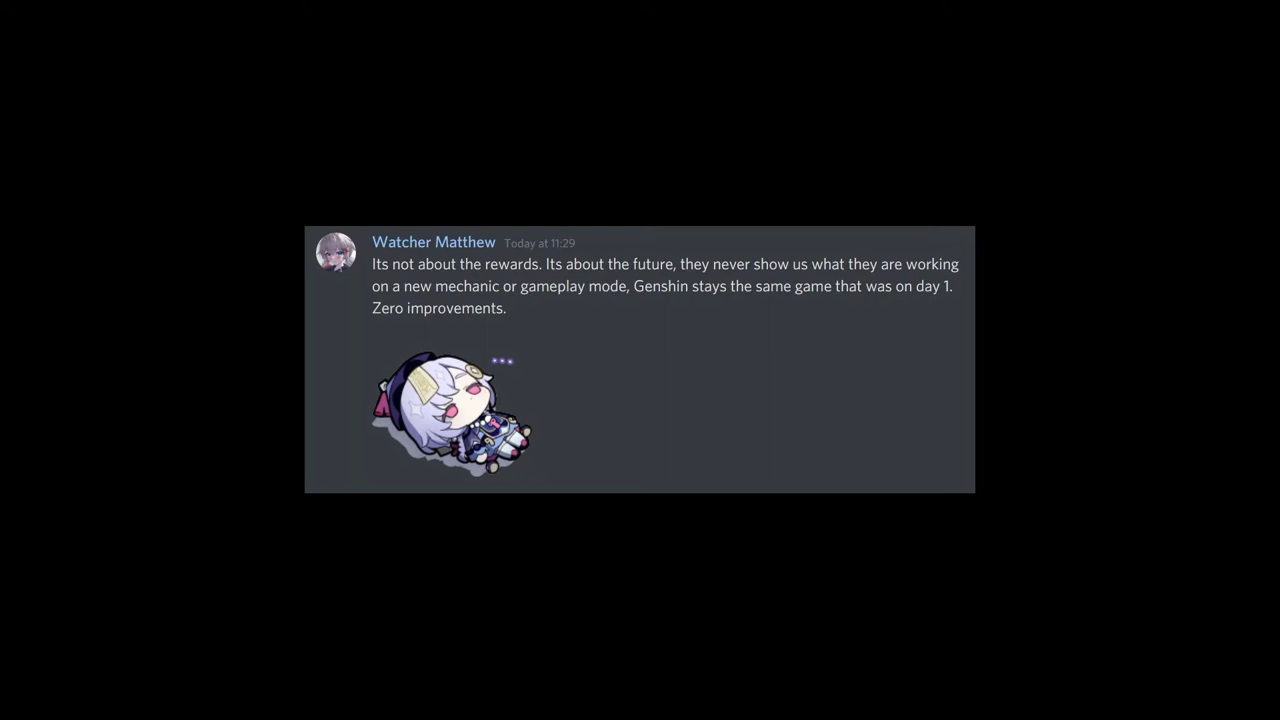 Watcher Matthew Today at 11:29
Its not about the rewards. Its about the future, they never show us what they are working
on a new mechanic or gameplay mode, Genshin stays the same game that was on day 1.
Zero improvements.